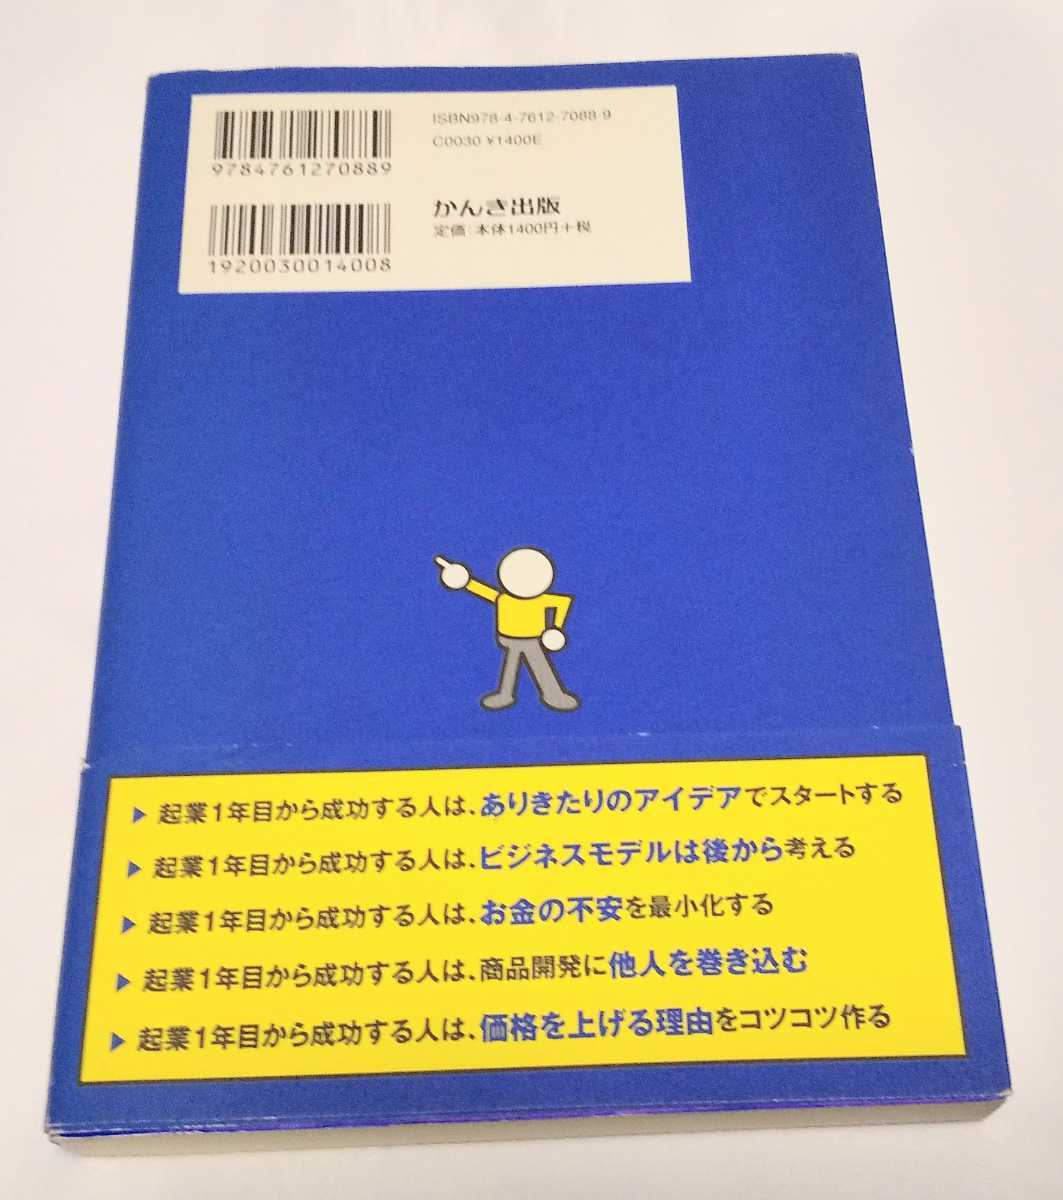 9784761270889
1920030014008
ISBN978-4-7612-7088-9
C0030 ¥1400E
かんき出版
定価：本体1400円＋税
▶ 起業1年目から成功する人は、ありきたりのアイデアでスタートする
▶ 起業1年目から成功する人は、ビジネスモデルは後から考える
▶ 起業1年目から成功する人は、お金の不安を最小化する
▶ 起業1年目から成功する人は、商品開発に他人を巻き込む
▶ 起業1年目から成功する人は、価格を上げる理由をコツコツ作る